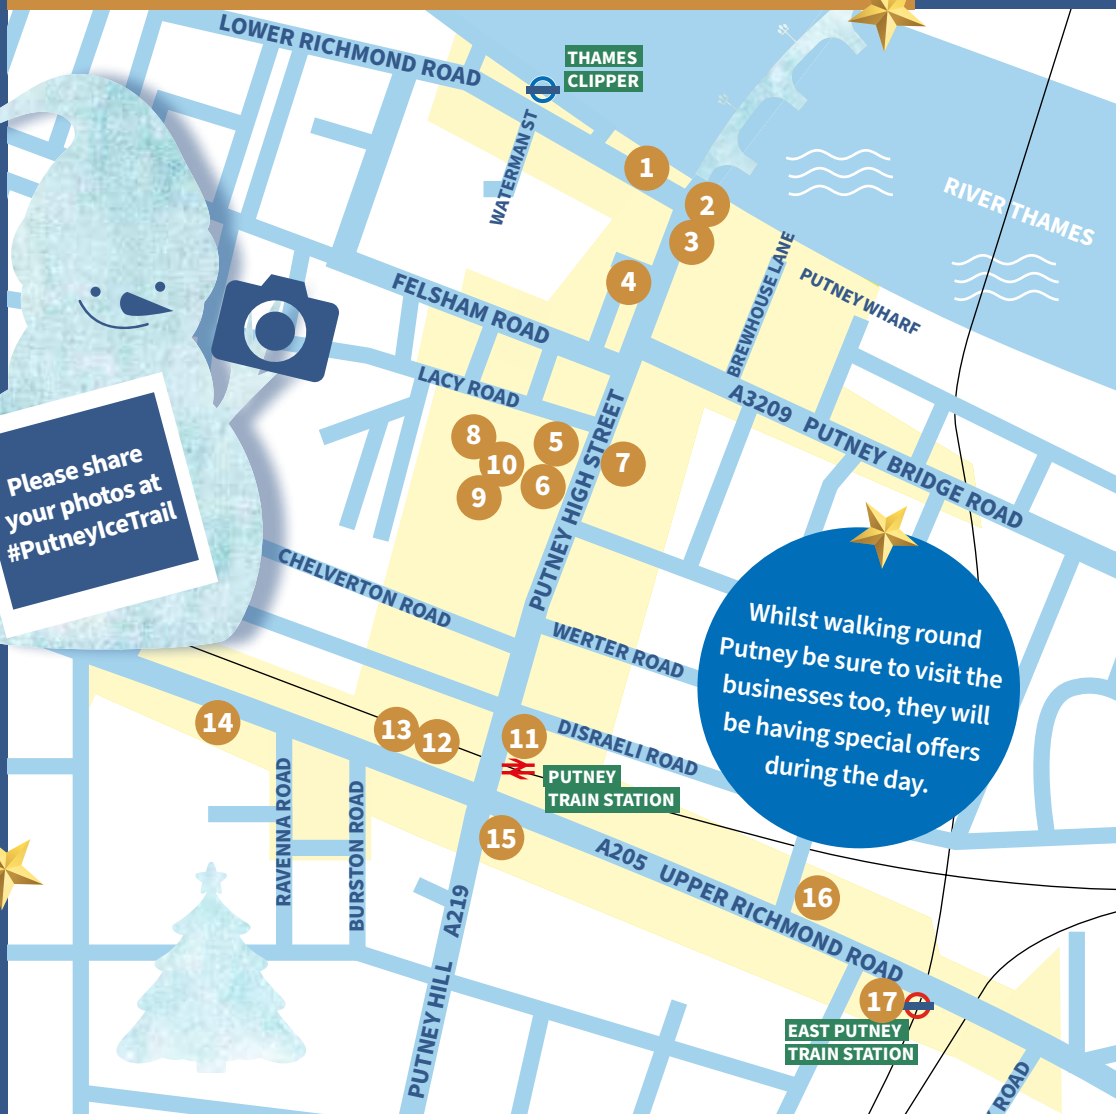 LOWER RICHMOND ROAD
THAMES
CLIPPER
WATERMAN ST
1
2
3
4
RIVER THAMES
BREWHOUSE LANE
PUTNEY WHARF
FELSHAM ROAD
LACY ROAD
A3209 PUTNEY BRIDGE ROAD
PUTNEY HIGH STREET
8
5
10
7
6
9
Please share
your photos at
#PutneyIceTrail
CHELVERTON ROAD
WERTER ROAD
Whilst walking round
Putney be sure to visit the
businesses too, they will
be having special offers
during the day.
14
13
12
11
DISRAELI ROAD
PUTNEY
TRAIN STATION
RAVENNA ROAD
BURSTON ROAD
15
A205 UPPER RICHMOND ROAD
16
PUTNEY HILL A219
17
EAST PUTNEY
TRAIN STATION
ROAD